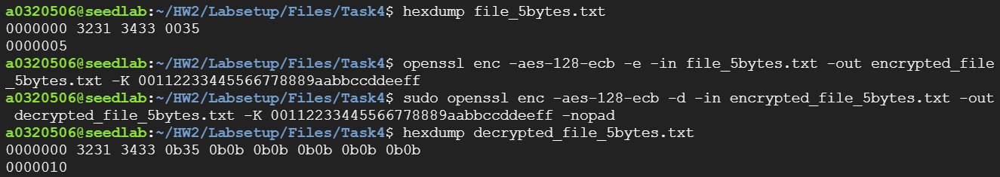 a0320506@seedlab:~/HW2/Labsetup/Files/Task4$ hexdump file_5bytes.txt
0000000 3231 3433 0035
0000005
a0320506@seedlab:~/HW2/Labsetup/Files/Task4$ openssl enc -aes-128-ecb -e -in file_5bytes.txt -out encrypted_file
_5bytes.txt -K 00112233445566778889aabbccddeeff
a0320506@seedlab:~/HW2/Labsetup/Files/Task4$ sudo openssl enc -aes-128-ecb -d -in encrypted_file_5bytes.txt -out
 decrypted_file_5bytes.txt -K 00112233445566778889aabbccddeeff -nopad
a0320506@seedlab:~/HW2/Labsetup/Files/Task4$ hexdump decrypted_file_5bytes.txt
0000000 3231 3433 0b35 0b0b 0b0b 0b0b 0b0b 0b0b
0000010